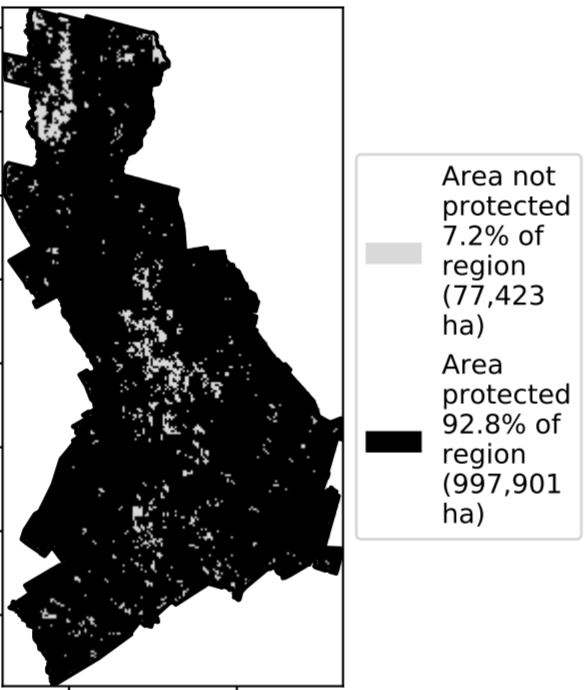 Area not
protected
7.2% of
region
(77,423
ha)
Area
protected
92.8% of
region
(997,901
ha)